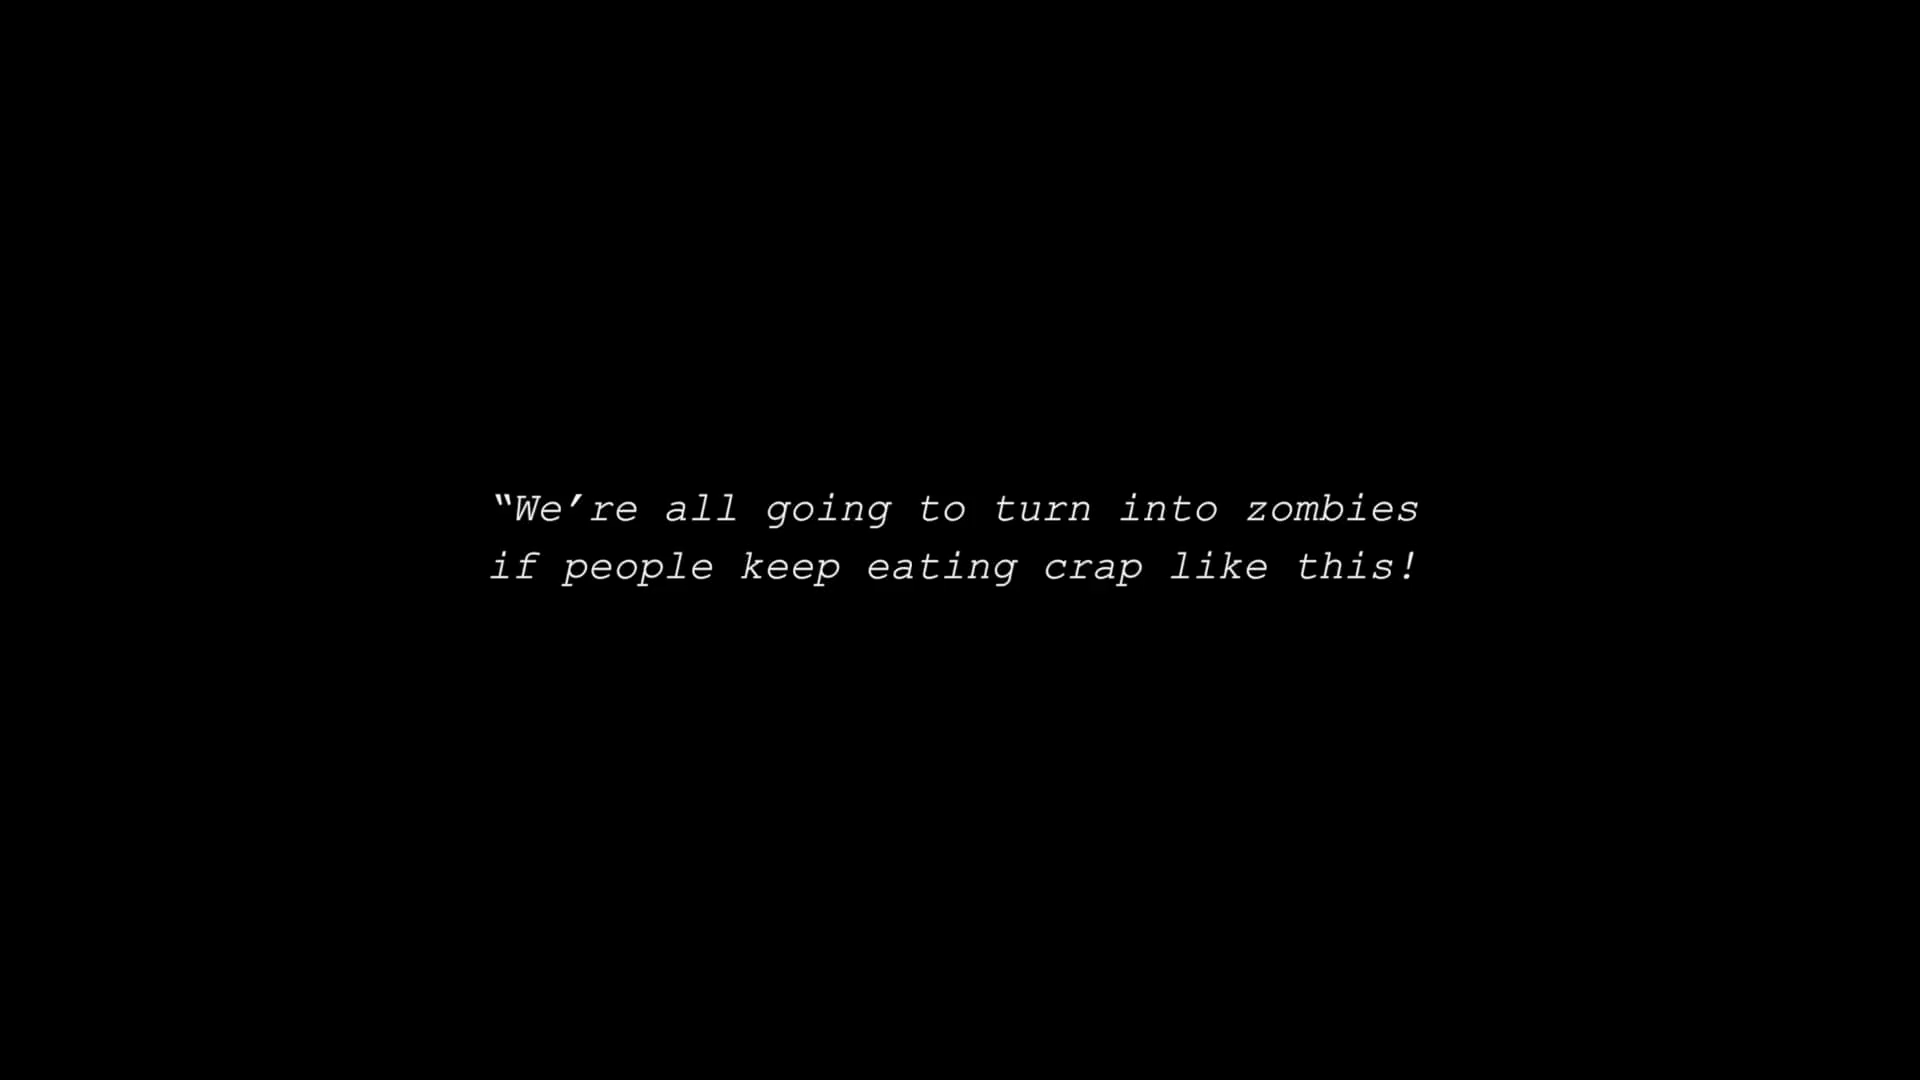 “We’re all going to turn into zombies
if people keep eating crap like this!